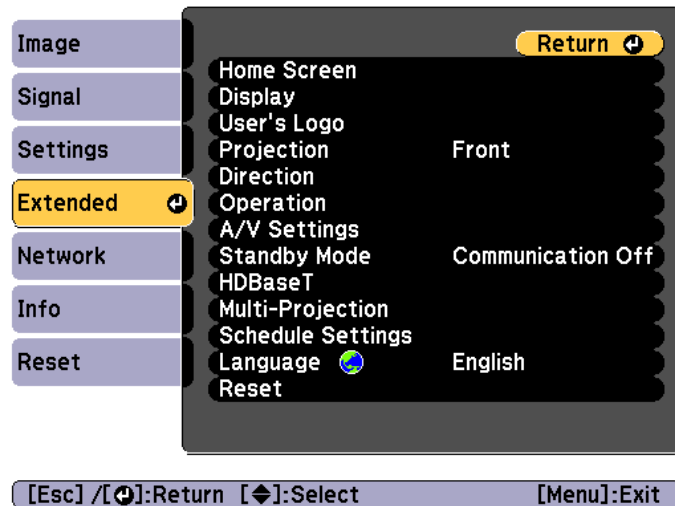 Image
Signal
Settings
Extended
Network
Info
Reset
Return
Home Screen
Display
User's Logo
Projection Front
Direction
Operation
A/V Settings
Standby Mode Communication Off
HDBaseT
Multi-Projection
Schedule Settings
Language English
Reset
[Esc] /[ ]:Return [ ]:Select [Menu]:Exit